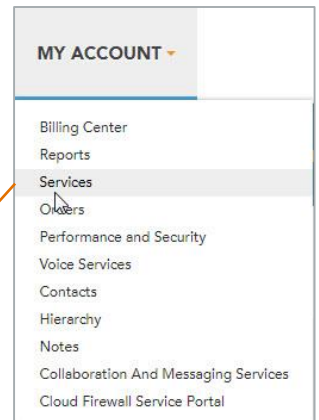 MY ACCOUNT
Billing Center
Reports
Services
Orders
Performance and Security
Voice Services
Contacts
Hierarchy
Notes
Collaboration And Messaging Services
Cloud Firewall Service Portal